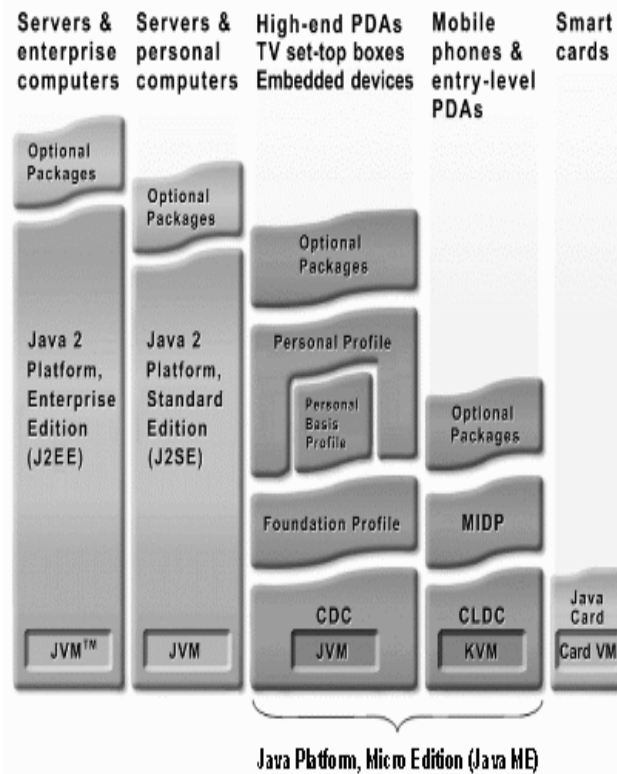 Servers &
enterprise
computers
Servers &
personal
computers
High-end PDAs
TV set-top boxes
Embedded devices
Mobile
phones &
entry-level
PDAs
Smart
cards
Optional
Packages
Java 2
Platform,
Enterprise
Edition
(J2EE)
JVM™
Optional
Packages
Java 2
Platform,
Standard
Edition
(J2SE)
JVM
Optional
Packages
Personal Profile
Personal
Basis
Profile
Foundation Profile
CDC
JVM
Optional
Packages
MIDP
CLDC
KVM
Java
Card
Card VM
Java Platform, Micro Edition (Java ME)